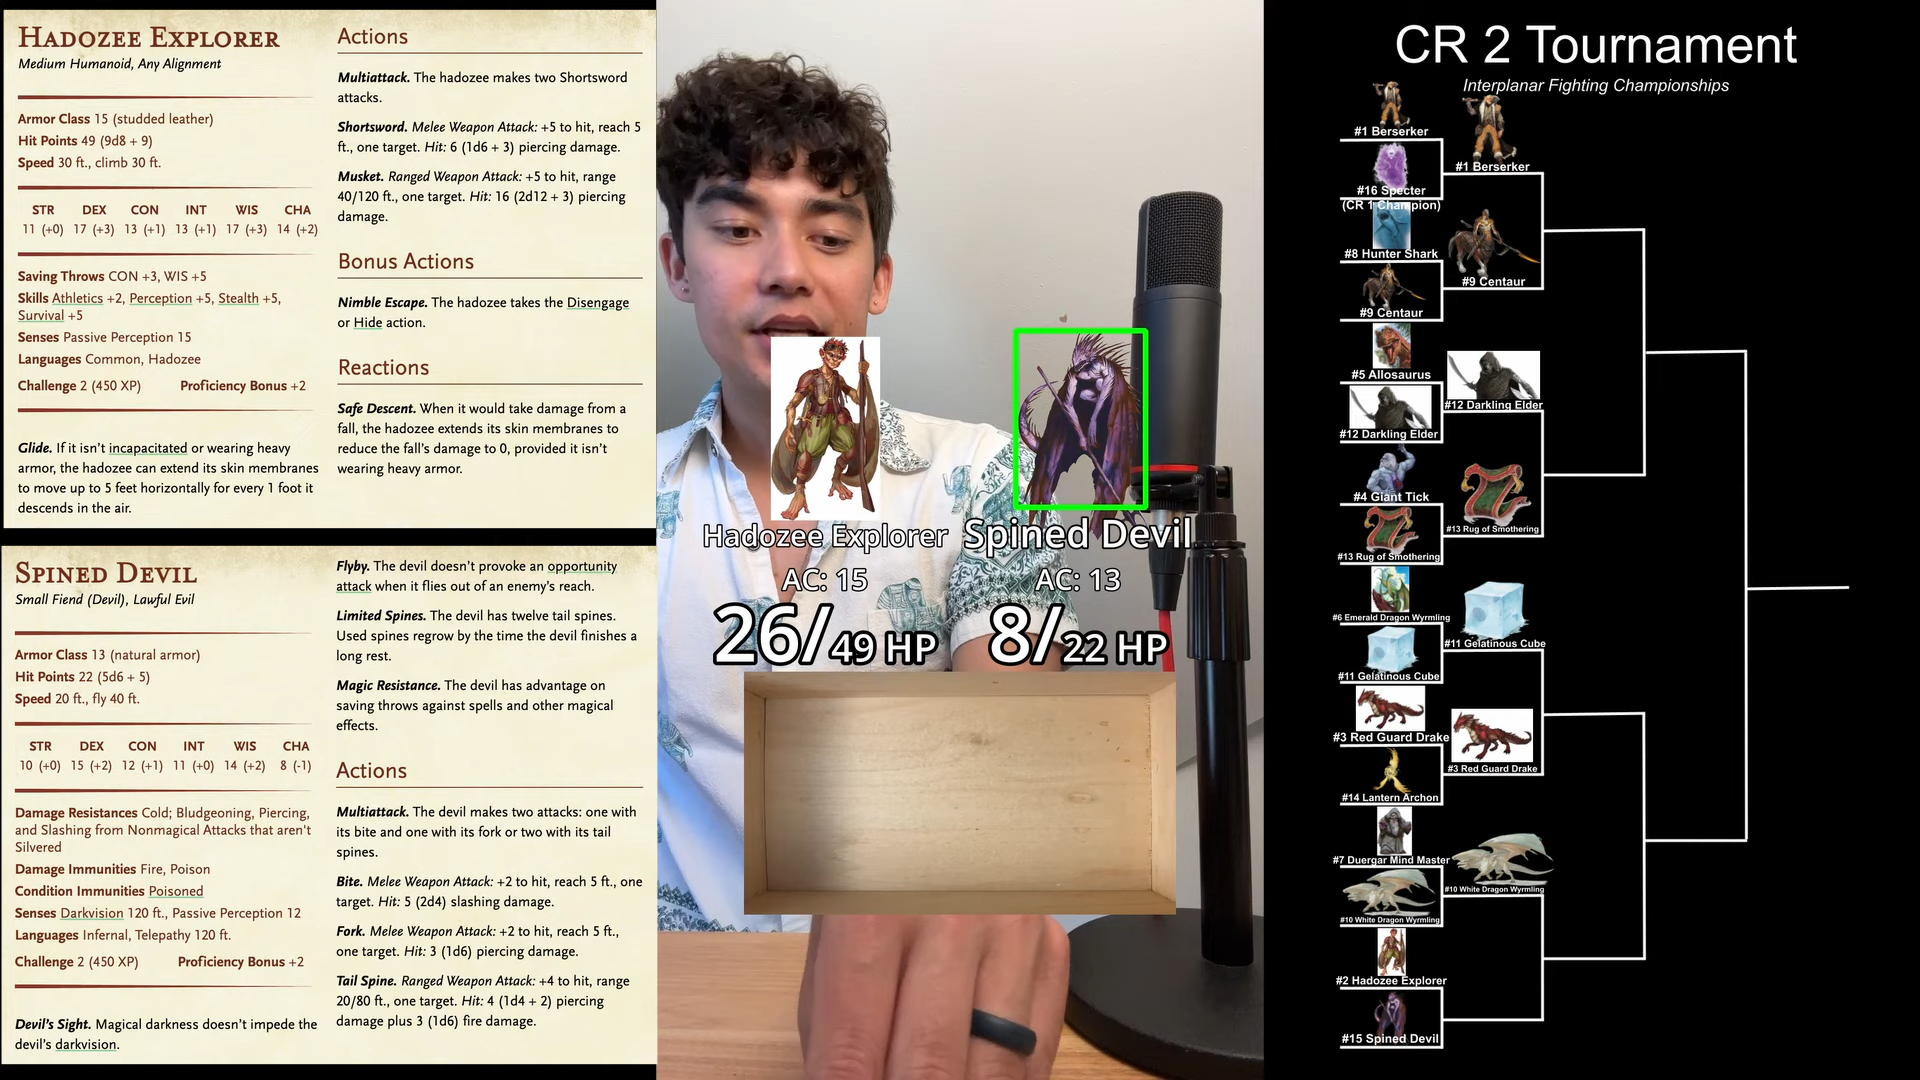 HADOZEE EXPLORER
Medium Humanoid, Any Alignment
Armor Class 15 (studded leather)
Hit Points 49 (9d8 + 9)
Speed 30 ft., climb 30 ft.
STR DEX CON INT WIS CHA
11 (+0) 17 (+3) 13 (+1) 13 (+1) 17 (+3) 14 (+2)
Saving Throws CON +3, WIS +5
Skills Athletics +2, Perception +5, Stealth +5,
Survival +5
Senses Passive Perception 15
Languages Common, Hadozee
Challenge 2 (450 XP) Proficiency Bonus +2
Glide. If it isn't incapacitated or wearing heavy
armor, the hadozee can extend its skin membranes
to move up to 5 feet horizontally for every 1 foot it
descends in the air.
Actions
Multiattack. The hadozee makes two Shortsword
attacks.
Shortsword. Melee Weapon Attack: +5 to hit, reach 5
ft., one target. Hit: 6 (1d6 + 3) piercing damage.
Musket. Ranged Weapon Attack: +5 to hit, range
40/120 ft., one target. Hit: 16 (2d12 + 3) piercing
damage.
Bonus Actions
Nimble Escape. The hadozee takes the Disengage
or Hide action.
Reactions
Safe Descent. When it would take damage from a
fall, the hadozee extends its skin membranes to
reduce the fall's damage to 0, provided it isn't
wearing heavy armor.
SPINED DEVIL
Small Fiend (Devil), Lawful Evil
Armor Class 13 (natural armor)
Hit Points 22 (5d6 + 5)
Speed 20 ft., fly 40 ft.
STR DEX CON INT WIS CHA
10 (+0) 15 (+2) 12 (+1) 11 (+0) 14 (+2) 8 (-1)
Damage Resistances Cold; Bludgeoning, Piercing,
and Slashing from Nonmagical Attacks that aren't
Silvered
Damage Immunities Fire, Poison
Condition Immunities Poisoned
Senses Darkvision 120 ft., Passive Perception 12
Languages Infernal, Telepathy 120 ft.
Challenge 2 (450 XP) Proficiency Bonus +2
Devil's Sight. Magical darkness doesn't impede the
devil's darkvision.
Flyby. The devil doesn't provoke an opportunity
attack when it flies out of an enemy's reach.
Limited Spines. The devil has twelve tail spines.
Used spines regrow by the time the devil finishes a
long rest.
Magic Resistance. The devil has advantage on
saving throws against spells and other magical
effects.
Actions
Multiattack. The devil makes two attacks: one with
its bite and one with its fork or two with its tail
spines.
Bite. Melee Weapon Attack: +2 to hit, reach 5 ft., one
target. Hit: 5 (2d4) slashing damage.
Fork. Melee Weapon Attack: +2 to hit, reach 5 ft.,
one target. Hit: 3 (1d6) piercing damage.
Tail Spine. Ranged Weapon Attack: +4 to hit, range
20/80 ft., one target. Hit: 4 (1d4 + 2) piercing
damage plus 3 (1d6) fire damage.
Hadozee Explorer
AC: 15
26/49 HP
Spined Devil
AC: 13
8/22 HP
CR 2 Tournament
Interplanar Fighting Championships
#1 Berserker
#16 Specter
(CR 1 Champion)
#8 Hunter Shark
#9 Centaur
#5 Allosaurus
#12 Darkling Elder
#4 Giant Tick
#13 Rug of Smothering
#6 Emerald Dragon Wyrmling
#11 Gelatinous Cube
#3 Red Guard Drake
#14 Lantern Archon
#7 Duergar Mind Master
#10 White Dragon Wyrmling
#2 Hadozee Explorer
#15 Spined Devil
#1 Berserker
#9 Centaur
#12 Darkling Elder
#13 Rug of Smothering
#11 Gelatinous Cube
#3 Red Guard Drake
#10 White Dragon Wyrmling